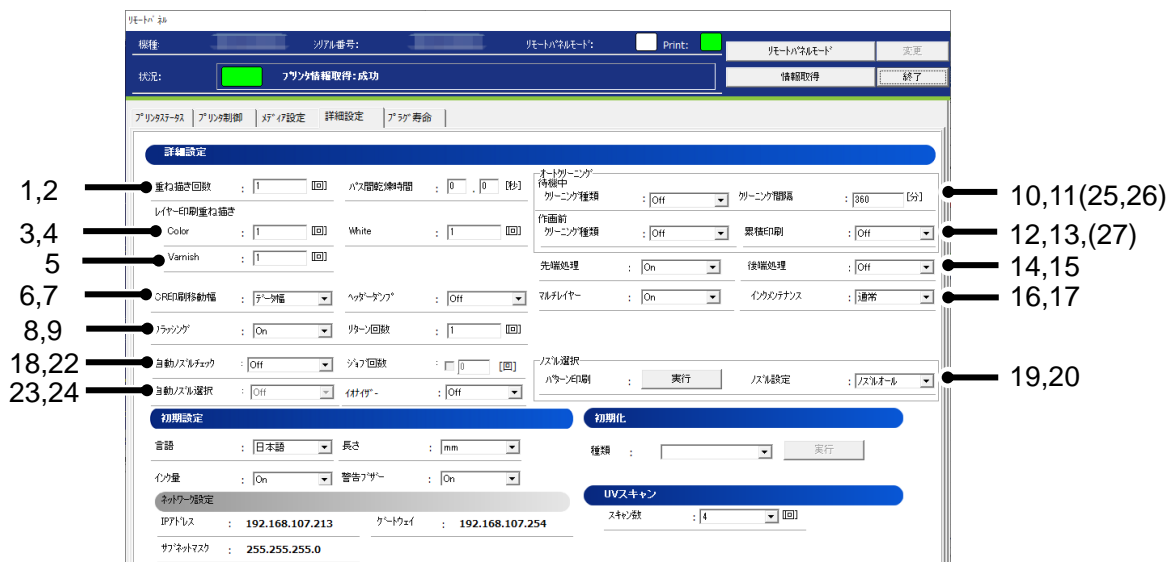 ﾘﾓｰﾄﾊﾟﾈﾙ
機種:
ｼﾘｱﾙ番号:
ﾘﾓｰﾄﾊﾟﾈﾙﾓｰﾄﾞ:
Print:
ﾘﾓｰﾄﾊﾟﾈﾙﾓｰﾄﾞ
変更
状況:
ﾌﾟﾘﾝﾀ情報取得:成功
情報取得
終了
ﾌﾟﾘﾝﾀｽﾃｰﾀｽ ﾌﾟﾘﾝﾀ制御 ﾒﾃﾞｨｱ設定 詳細設定 ﾌﾟﾗｸﾞ寿命
詳細設定
1,2
重ね描き回数 : 1 [回] ﾊﾟｽ間乾燥時間 : 0 . 0 [秒]
ﾚｲﾔｰ印刷重ね描き
3,4
Color : 1 [回] White : 1 [回]
5
Varnish : 1 [回]
6,7
CR印刷移動幅 : ﾃﾞｰﾀ幅 ﾍｯﾀﾞｰﾀﾞﾝﾌﾟ : Off
8,9
ﾌﾗｯｼﾝｸﾞ : On ﾘﾀｰﾝ回数 : 1 [回]
18,22
自動ﾉｽﾞﾙﾁｪｯｸ : Off ｼﾞｮﾌﾞ回数 : 0 [回]
23,24
自動ﾉｽﾞﾙ選択 : Off ｲｵﾅｲｻﾞｰ : Off
ｵｰﾄｸﾘｰﾆﾝｸﾞ
待機中
ｸﾘｰﾆﾝｸﾞ種類 : Off ｸﾘｰﾆﾝｸﾞ間隔 : 360 [分]
10,11(25,26)
作画前
ｸﾘｰﾆﾝｸﾞ種類 : Off 累積印刷 : Off
12,13,(27)
先端処理 : On 後端処理 : Off
14,15
ﾏﾙﾁﾚｲﾔｰ : On ｲﾝｸﾒﾝﾃﾅﾝｽ : 通常
16,17
ﾉｽﾞﾙ選択
ﾊﾟﾀｰﾝ印刷 : 実行 ﾉｽﾞﾙ設定 : ﾉｽﾞﾙｵｰﾙ
19,20
初期設定
言語 : 日本語 長さ : mm
ｲﾝｸ量 : On 警告ﾌﾞｻﾞｰ : On
ﾈｯﾄﾜｰｸ設定
IPｱﾄﾞﾚｽ : 192.168.107.213 ｹﾞｰﾄｳｪｲ : 192.168.107.254
ｻﾌﾞﾈｯﾄﾏｽｸ : 255.255.255.0
初期化
種類 : 実行
UVスキャン
ｽｷｬﾝ数 : 4 [回]